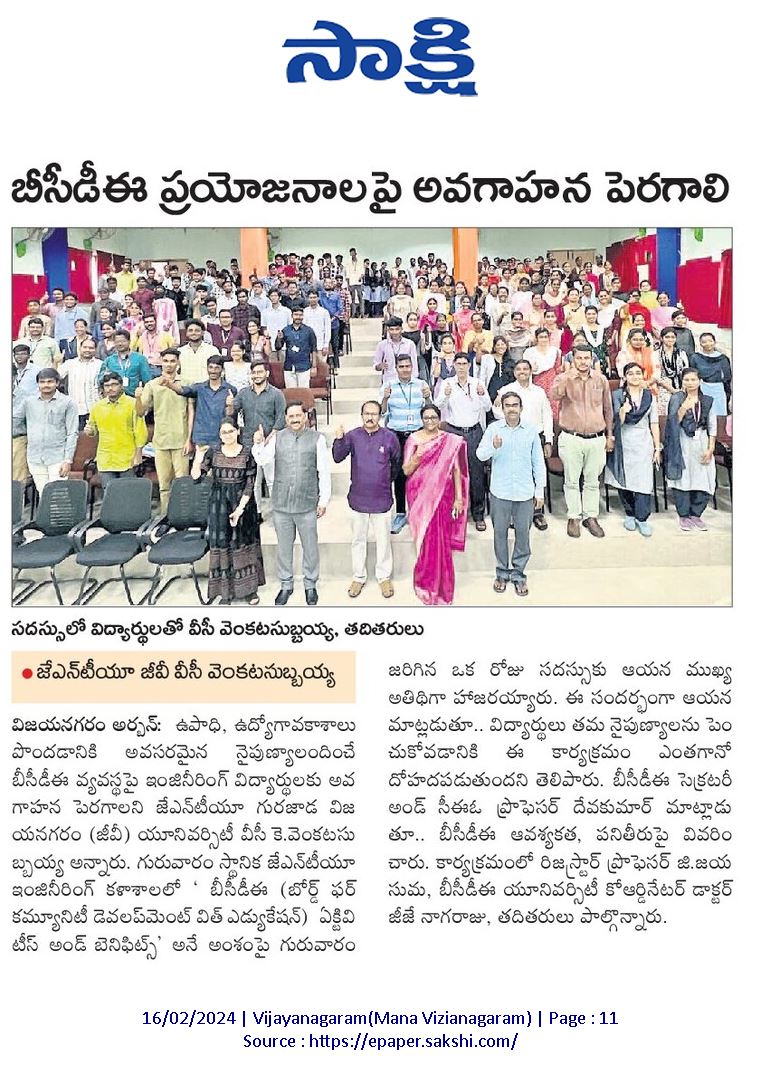 సాక్షి
బీసీడీఈ ప్రయోజనాలపై అవగాహన పెరగాలి
సదస్సులో విద్యార్థులతో వీసీ వెంకటసుబ్బయ్య, తదితరులు
• జేఎన్‌టీయూ జీవీ వీసీ వెంకటసుబ్బయ్య
విజయనగరం అర్బన్: ఉపాధి, ఉద్యోగావకాశాలు
పొందడానికి అవసరమైన నైపుణ్యాలందించే
బీసీడీఈ వ్యవస్థపై ఇంజినీరింగ్ విద్యార్థులకు అవ
గాహన పెరగాలని జేఎన్‌టీయూ గురజాడ విజ
యనగరం (జీవీ) యూనివర్సిటీ వీసీ కె.వెంకటసు
బ్బయ్య అన్నారు. గురువారం స్థానిక జేఎన్‌టీయూ
ఇంజినీరింగ్ కళాశాలలో ‘ బీసీడీఈ (బోర్డ్ ఫర్
కమ్యూనిటీ డెవలప్‌మెంట్ విత్ ఎడ్యుకేషన్) ఏక్టివి
టీస్ అండ్ బెనిఫిట్స్’ అనే అంశంపై గురువారం
జరిగిన ఒక రోజు సదస్సుకు ఆయన ముఖ్య
అతిథిగా హాజరయ్యారు. ఈ సందర్భంగా ఆయన
మాట్లడుతూ.. విద్యార్థులు తమ నైపుణ్యాలను పెం
చుకోవడానికి ఈ కార్యక్రమం ఎంతగానో
దోహదపడుతుందని తెలిపారు. బీసీడీఈ సెక్రటరీ
అండ్ సీఈఓ ప్రొఫెసర్ దేవకుమార్ మాట్లాడు
తూ.. బీసీడీఈ ఆవశ్యకత, పనితీరుపై వివరిం
చారు. కార్యక్రమంలో రిజస్ట్రార్ ప్రొఫెసర్ జి.జయ
సుమ, బీసీడీఈ యూనివర్సిటీ కోఆర్డినేటర్ డాక్టర్
జీజే నాగరాజు, తదితరులు పాల్గొన్నారు.
16/02/2024 | Vijayanagaram(Mana Vizianagaram) | Page : 11
Source : https://epaper.sakshi.com/